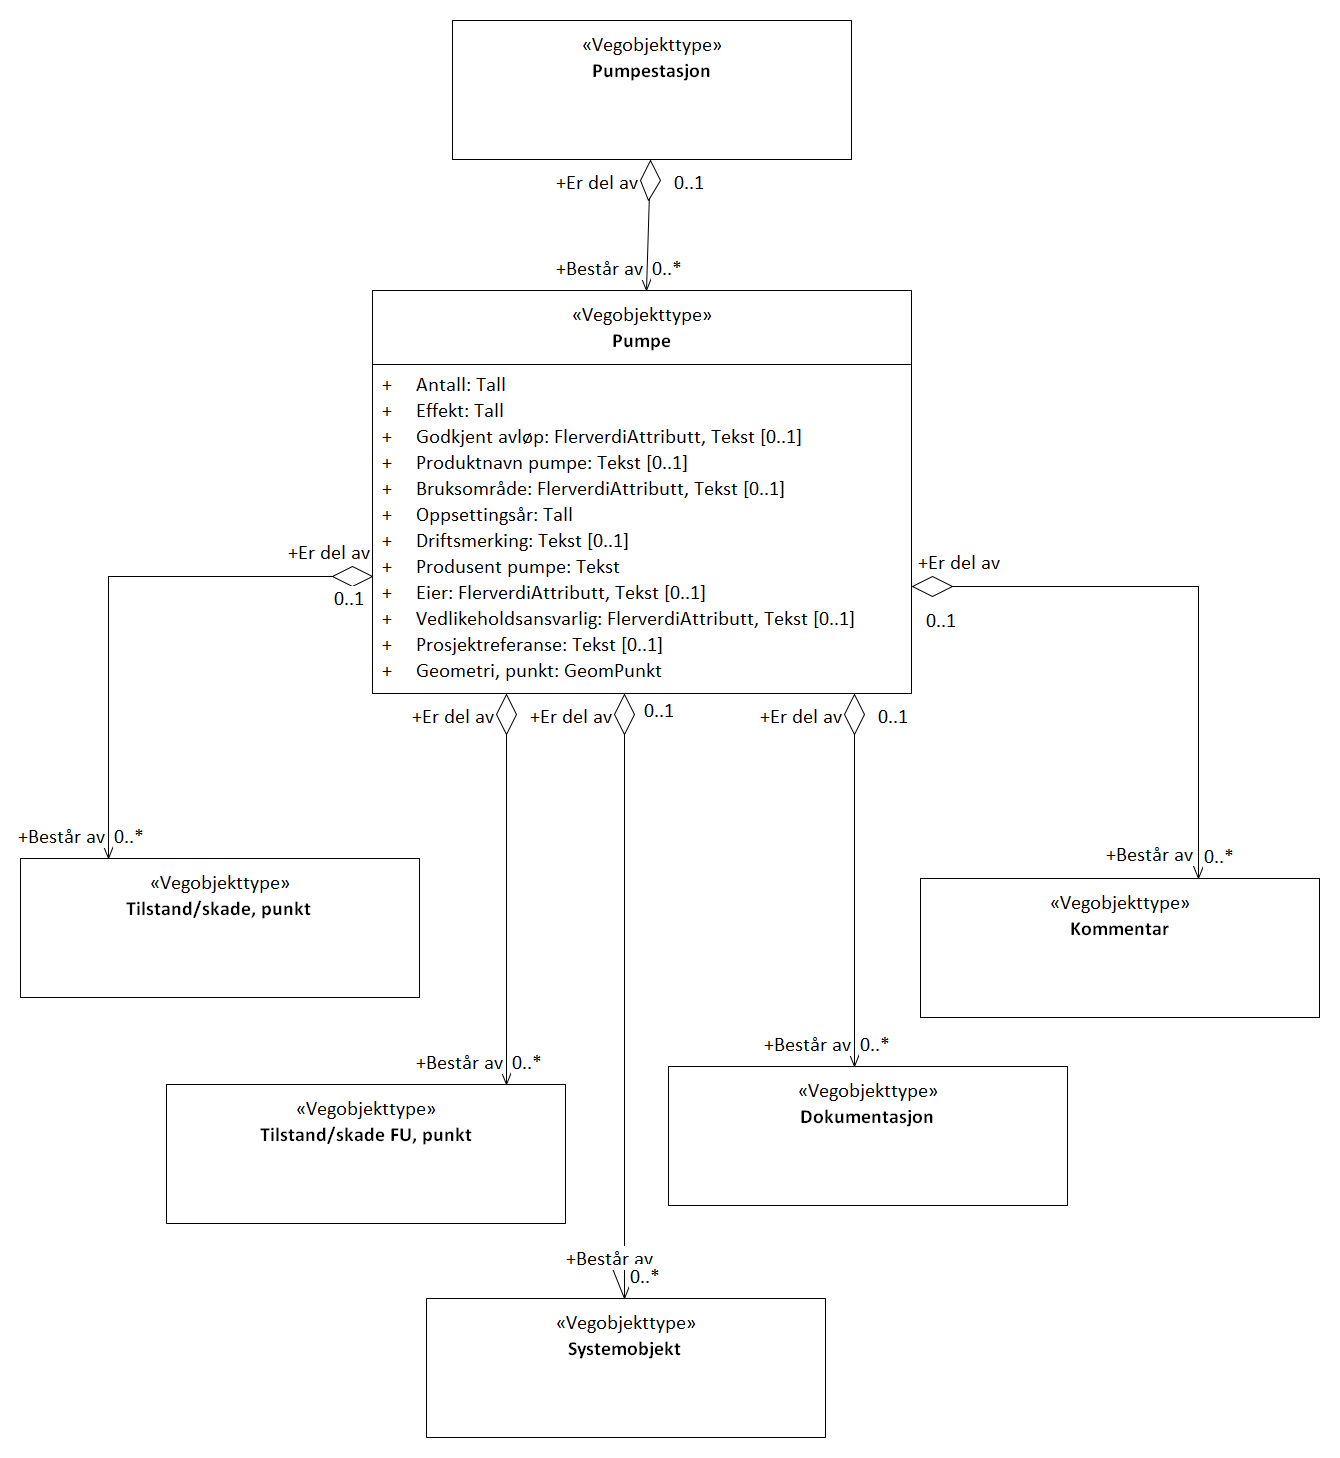 «Vegobjekttype»
Pumpestasjon
+Er del av 0..1
+Består av 0..*
«Vegobjekttype»
Pumpe
+ Antall: Tall
+ Effekt: Tall
+ Godkjent avløp: FlerverdiAttributt, Tekst [0..1]
+ Produktnavn pumpe: Tekst [0..1]
+ Bruksområde: FlerverdiAttributt, Tekst [0..1]
+ Oppsettingsår: Tall
+ Driftsmerking: Tekst [0..1]
+ Produsent pumpe: Tekst
+ Eier: FlerverdiAttributt, Tekst [0..1]
+ Vedlikeholdsansvarlig: FlerverdiAttributt, Tekst [0..1]
+ Prosjektreferanse: Tekst [0..1]
+ Geometri, punkt: GeomPunkt
+Er del av
0..1
+Er del av
0..1
+Er del av
+Er del av 0..1
+Er del av 0..1
+Består av 0..*
«Vegobjekttype»
Tilstand/skade, punkt
+Består av 0..*
«Vegobjekttype»
Kommentar
+Består av 0..*
«Vegobjekttype»
Tilstand/skade FU, punkt
+Består av 0..*
«Vegobjekttype»
Dokumentasjon
+Består av
0..*
«Vegobjekttype»
Systemobjekt